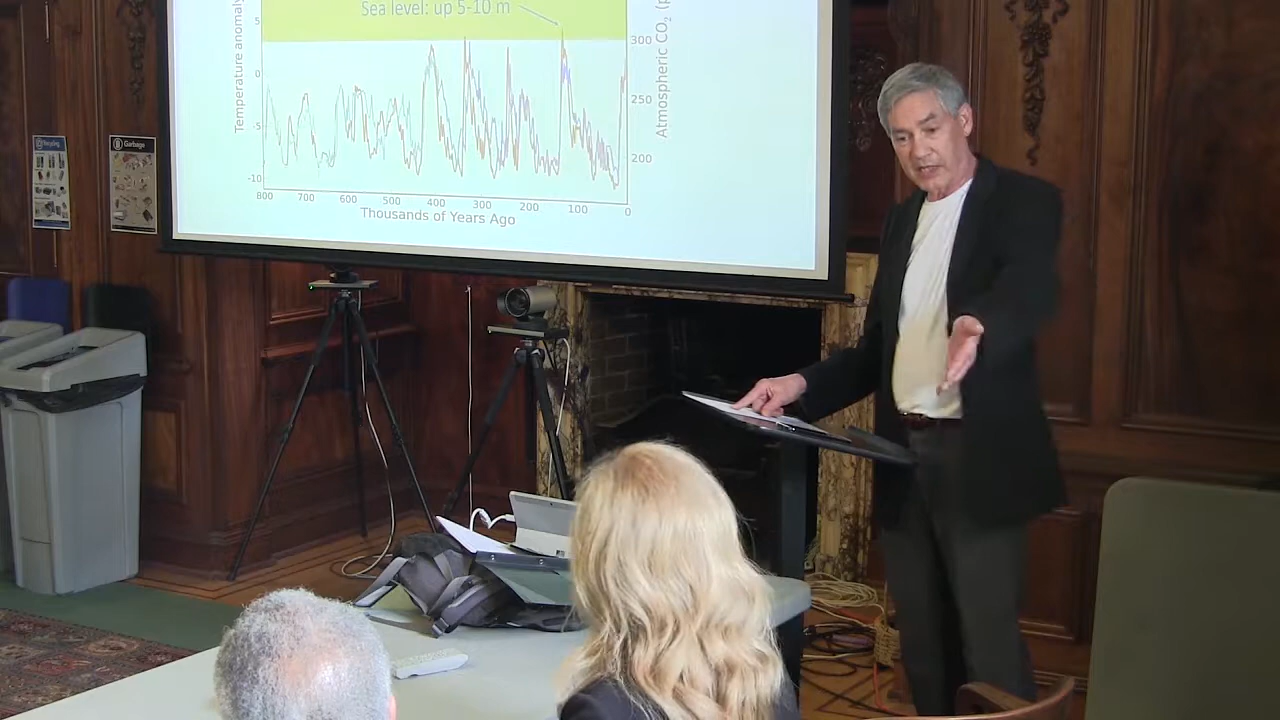 Sea level: up 5-10 m
Temperature anomaly
5
0
-5
-10
300
250
200
Atmospheric CO₂ (p
800 700 600 500 400 300 200 100 0
Thousands of Years Ago
Recycling
Garbage